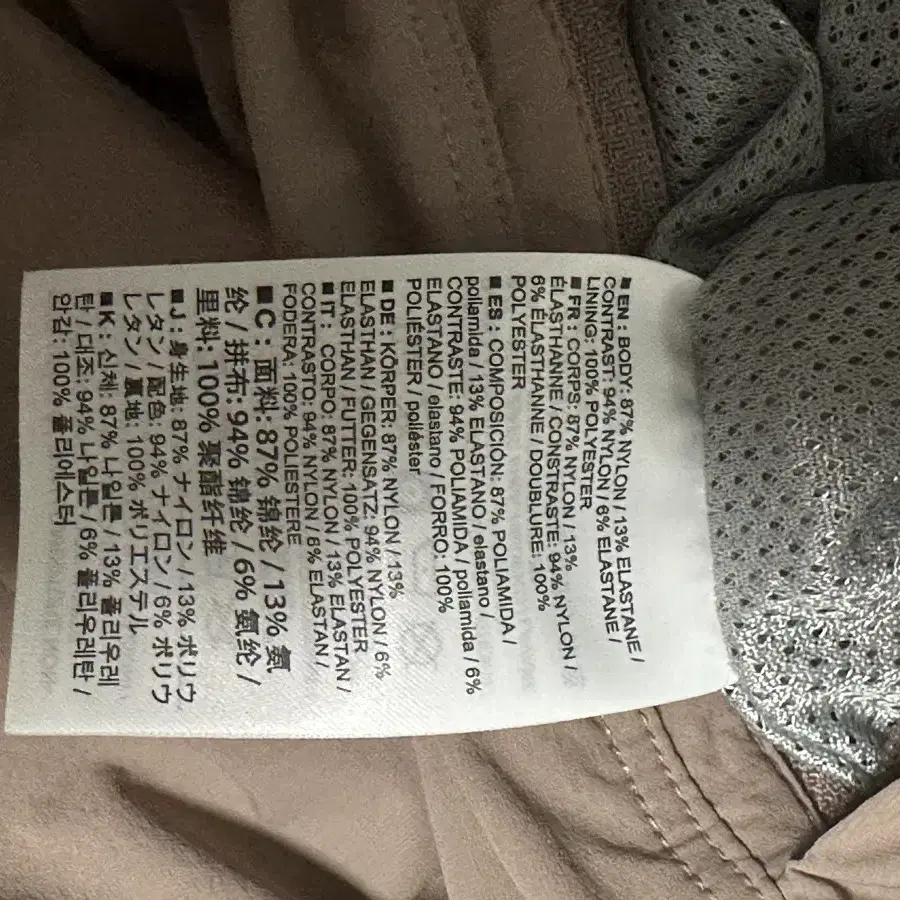 ■ EN : BODY: 87% NYLON / 13% ELASTANE /
CONTRAST: 94% NYLON / 6% ELASTANE /
LINING: 100% POLYESTER
■ FR : CORPS: 87% NYLON / 13%
ÉLASTHANNE / CONTRASTE: 94% NYLON /
6% ÉLASTHANNE / DOUBLURE: 100%
POLYESTER
■ ES : COMPOSICIÓN: 87% POLIAMIDA /
poliamida / 13% ELASTANO / elastano /
CONTRASTE: 94% POLIAMIDA / poliamida / 6%
ELASTANO / elastano / FORRO: 100%
POLIÉSTER / poliéster
■ DE : KÖRPER: 87% NYLON / 13%
ELASTHAN / GEGENSATZ: 94% NYLON / 6%
ELASTHAN / FUTTER: 100% POLYESTER
■ IT : CORPO: 87% NYLON / 13% ELASTAN /
CONTRASTO: 94% NYLON / 6% ELASTAN /
FODERA: 100% POLIESTERE
■ C : 面料: 87% 锦纶 / 13% 氨
纶 / 拼布: 94% 锦纶 / 6% 氨纶 /
里料: 100% 聚酯纤维
■ J : 身生地: 87% ナイロン / 13% ポリウ
レタン / 配色: 94% ナイロン / 6% ポリウ
レタン / 裏地: 100% ポリエステル
■ K : 신체: 87% 나일론 / 13% 폴리우레
탄 / 대조: 94% 나일론 / 6% 폴리우레탄 /
안감: 100% 폴리에스터